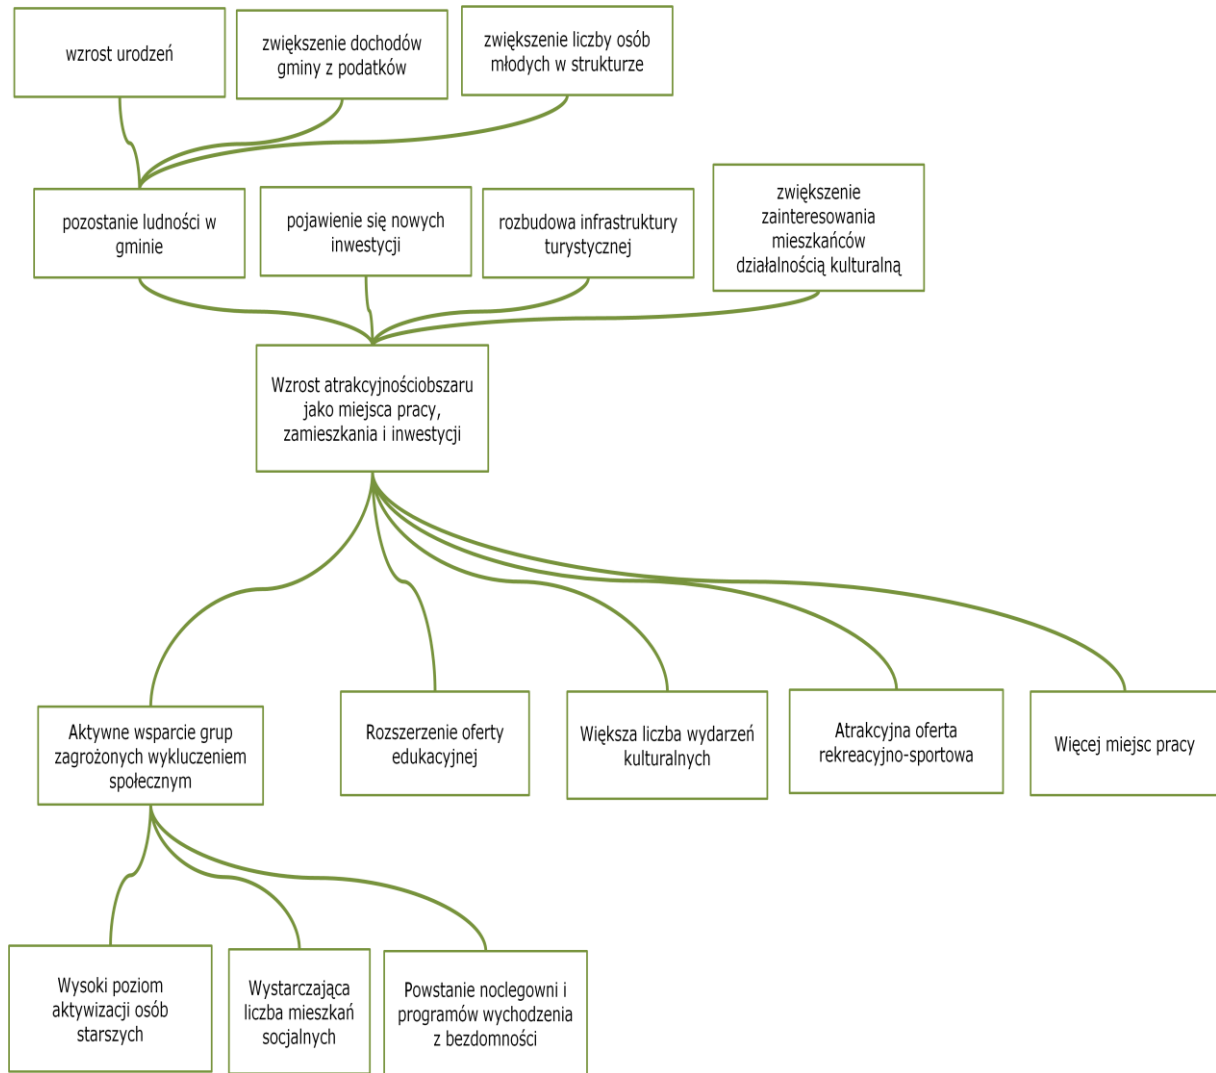 wzrost urodzeń
zwiększenie dochodów
gminy z podatków
zwiększenie liczby osób
młodych w strukturze
pozostanie ludności w
gminie
pojawienie się nowych
inwestycji
rozbudowa infrastruktury
turystycznej
zwiększenie
zainteresowania
mieszkańców
działalnością kulturalną
Wzrost atrakcyjnościobszaru
jako miejsca pracy,
zamieszkania i inwestycji
Aktywne wsparcie grup
zagrożonych wykluczeniem
społecznym
Rozszerzenie oferty
edukacyjnej
Większa liczba wydarzeń
kulturalnych
Atrakcyjna oferta
rekreacyjno-sportowa
Więcej miejsc pracy
Wysoki poziom
aktywizacji osób
starszych
Wystarczająca
liczba mieszkań
socjalnych
Powstanie noclegowni i
programów wychodzenia
z bezdomności